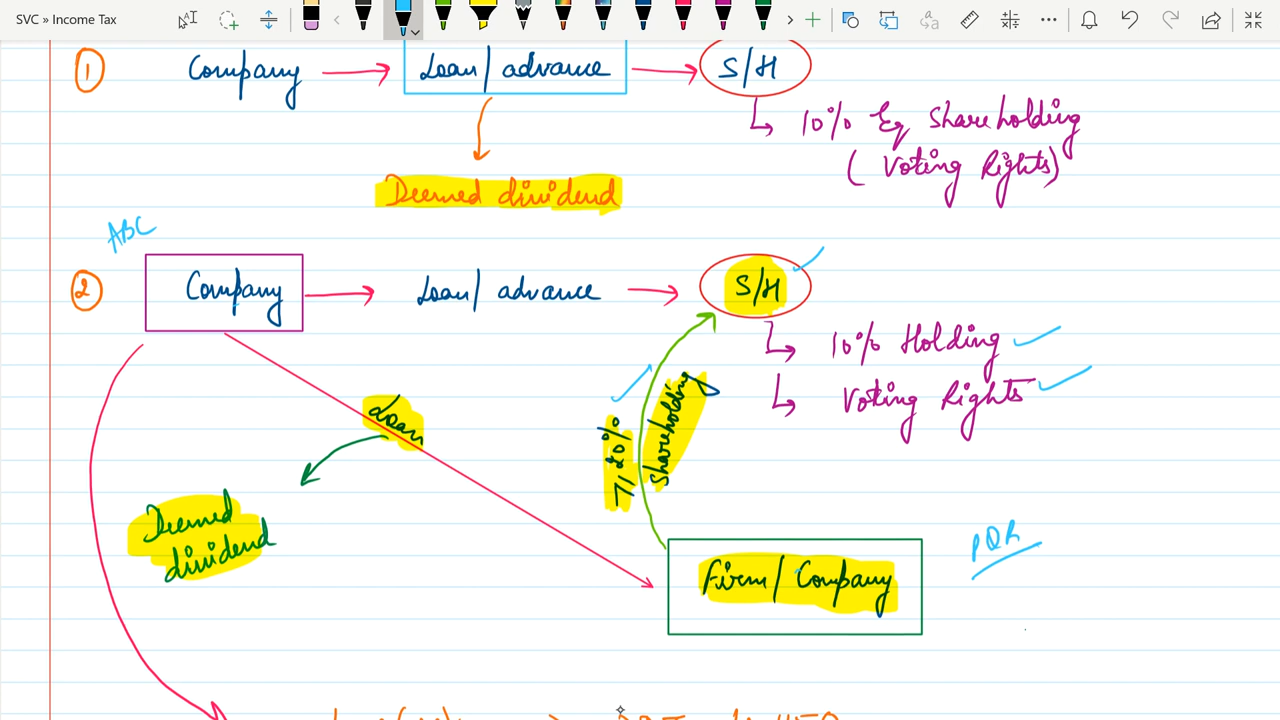 SVC » Income Tax
① Company → Loan/advance → S/H
↳ 10% Eq Shareholding
(Voting Rights)
Deemed dividend
ABC
② Company → Loan/advance → S/H
↳ 10% Holding
↳ Voting Rights
Loan
Deemed
dividend
20%
Shareholding
Firm/Company
PQR